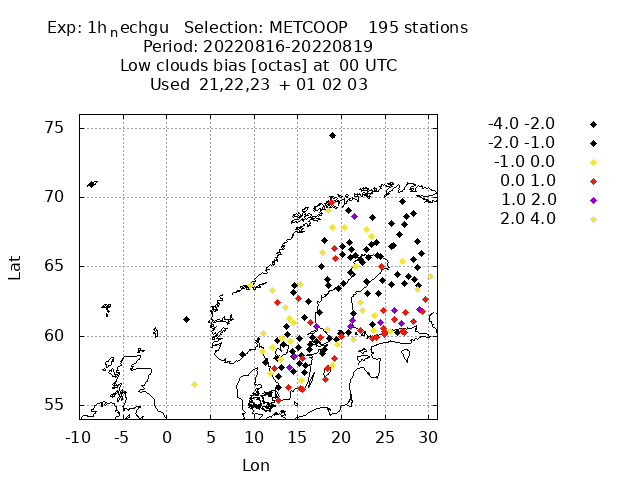 Exp: 1hnechgu Selection: METCOOP 195 stations
Period: 20220816-20220819
Low clouds bias [octas] at 00 UTC
Used 21,22,23 + 01 02 03
75
70
65
60
55
-10 -5 0 5 10 15 20 25 30
Lat
Lon
-4.0 -2.0
-2.0 -1.0
-1.0 0.0
0.0 1.0
1.0 2.0
2.0 4.0